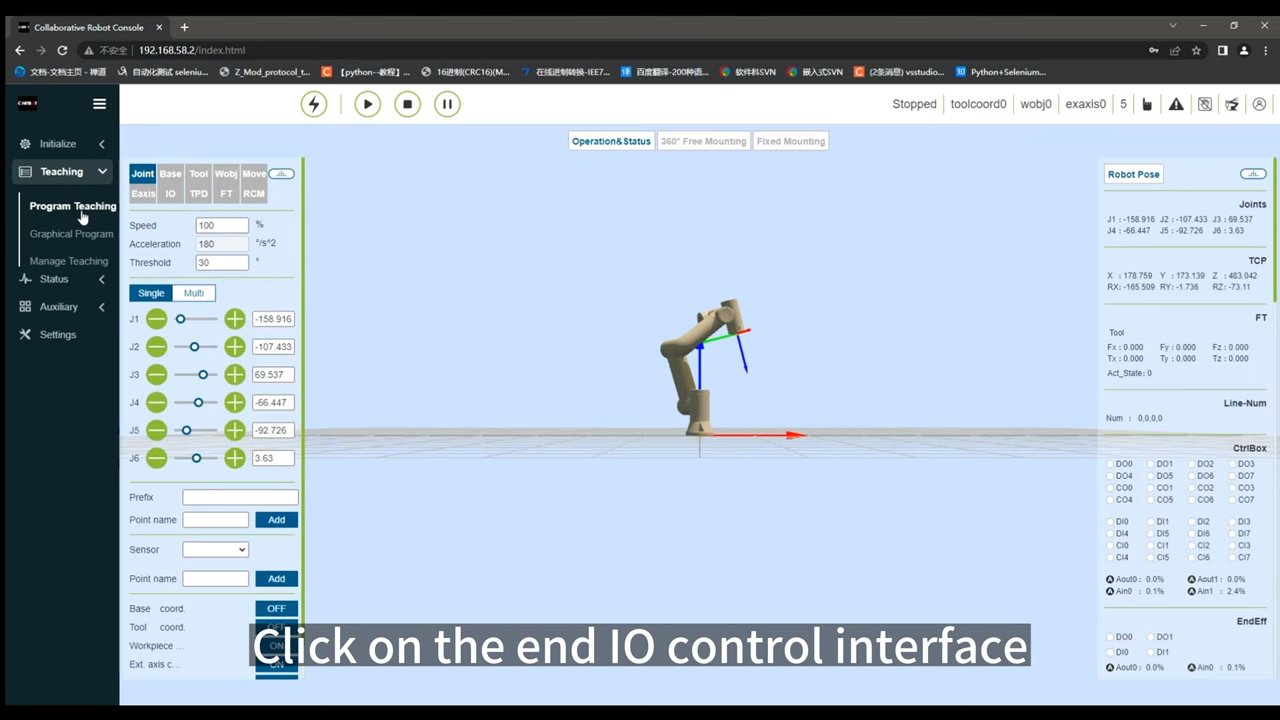 Collaborative Robot Console
不安全 192.168.58.2/index.html
文档-文档主页 - 禅道 自动化测试 seleniu... Z_Mod_protocol_t... 【python--教程】... 16进制(CRC16)(M... 在线进制转换-IEE7... 百度翻译-200种语... 软件科SVN 嵌入式SVN (2条消息) vsstudio... Python+Selenium...
Stopped toolcoord0 wobj0 exaxis0 5
Initialize
Teaching
Program Teaching
Graphical Program
Manage Teaching
Status
Auxiliary
Settings
Operation&Status 360° Free Mounting Fixed Mounting
Joint Base Tool Wobj Move
Eaxis IO TPD FT RCM
Speed 100 %
Acceleration 180 °/s^2
Threshold 30 °
Single Multi
J1 -158.916
J2 -107.433
J3 69.537
J4 -66.447
J5 -92.726
J6 3.63
Prefix
Point name Add
Sensor
Point name Add
Base coord. OFF
Tool coord. OFF
Workpiece ... ON
Ext. axis c... ON
Robot Pose
Joints
J1 : -158.916 J2 : -107.433 J3 : 69.537
J4 : -66.447 J5 : -92.726 J6 : 3.63
TCP
X : 178.759 Y : 173.139 Z : 483.042
RX: -165.509 RY: -1.736 RZ: -73.11
FT
Tool
Fx : 0.000 Fy : 0.000 Fz : 0.000
Tx : 0.000 Ty : 0.000 Tz : 0.000
Act_State: 0
Line-Num
Num : 0,0,0,0
CtrlBox
DO0 DO1 DO2 DO3
DO4 DO5 DO6 DO7
CO0 CO1 CO2 CO3
CO4 CO5 CO6 CO7
DI0 DI1 DI2 DI3
DI4 DI5 DI6 DI7
CI0 CI1 CI2 CI3
CI4 CI5 CI6 CI7
A Aout0 : 0.0% A Aout1 : 0.0%
A Ain0 : 0.1% A Ain1 : 2.4%
EndEff
DO0 DO1
DI0 DI1
A Aout0 : 0.0% A Ain0 : 0.1%
Click on the end IO control interface